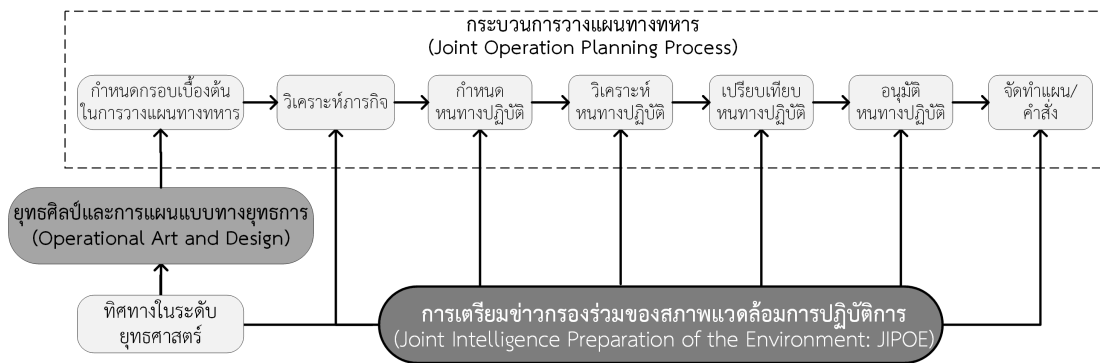 กระบวนการวางแผนทางทหาร
(Joint Operation Planning Process)
กำหนดกรอบเบื้องต้น
ในการวางแผนทางทหาร
วิเคราะห์ภารกิจ
กำหนด
หนทางปฏิบัติ
วิเคราะห์
หนทางปฏิบัติ
เปรียบเทียบ
หนทางปฏิบัติ
อนุมัติ
หนทางปฏิบัติ
จัดทำแผน/
คำสั่ง
ยุทธศิลป์และการแผนแบบทางยุทธการ
(Operational Art and Design)
ทิศทางในระดับ
ยุทธศาสตร์
การเตรียมข่าวกรองร่วมของสภาพแวดล้อมการปฏิบัติการ
(Joint Intelligence Preparation of the Environment: JIPOE)